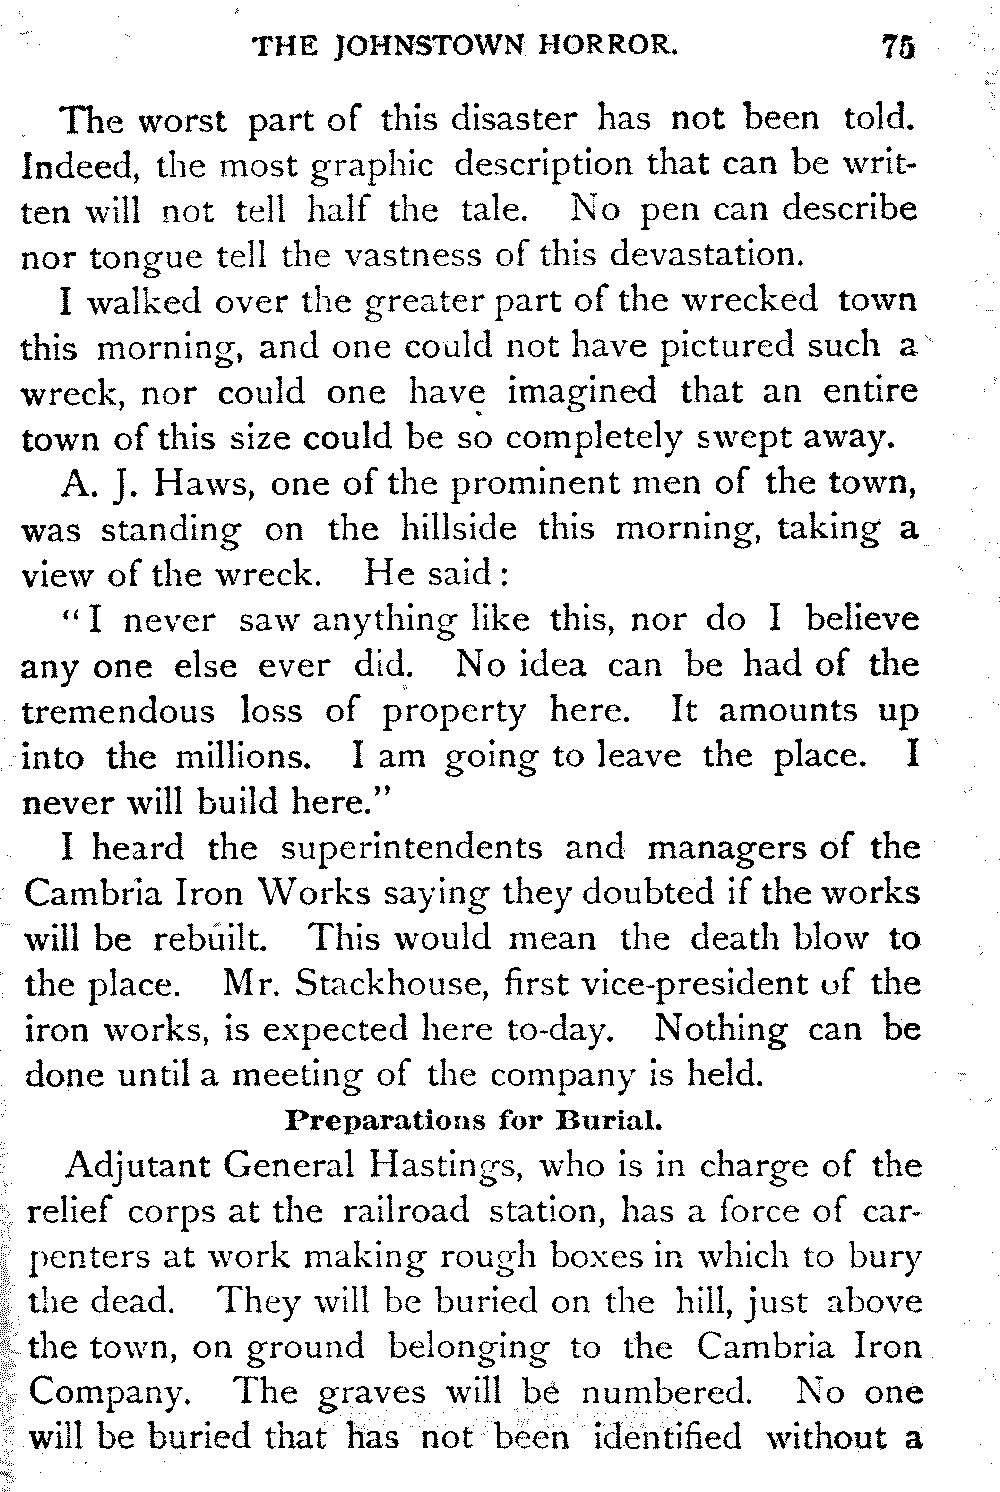 THE JOHNSTOWN HORROR. 75
The worst part of this disaster has not been told.
Indeed, the most graphic description that can be writ-
ten will not tell half the tale. No pen can describe
nor tongue tell the vastness of this devastation.
I walked over the greater part of the wrecked town
this morning, and one could not have pictured such a
wreck, nor could one have imagined that an entire
town of this size could be so completely swept away.
A. J. Haws, one of the prominent men of the town,
was standing on the hillside this morning, taking a
view of the wreck. He said:
"I never saw anything like this, nor do I believe
any one else ever did. No idea can be had of the
tremendous loss of property here. It amounts up
into the millions. I am going to leave the place. I
never will build here."
I heard the superintendents and managers of the
Cambria Iron Works saying they doubted if the works
will be rebuilt. This would mean the death blow to
the place. Mr. Stackhouse, first vice-president of the
iron works, is expected here to-day. Nothing can be
done until a meeting of the company is held.
Preparations for Burial.
Adjutant General Hastings, who is in charge of the
relief corps at the railroad station, has a force of car-
penters at work making rough boxes in which to bury
the dead. They will be buried on the hill, just above
the town, on ground belonging to the Cambria Iron
Company. The graves will be numbered. No one
will be buried that has not been identified without a